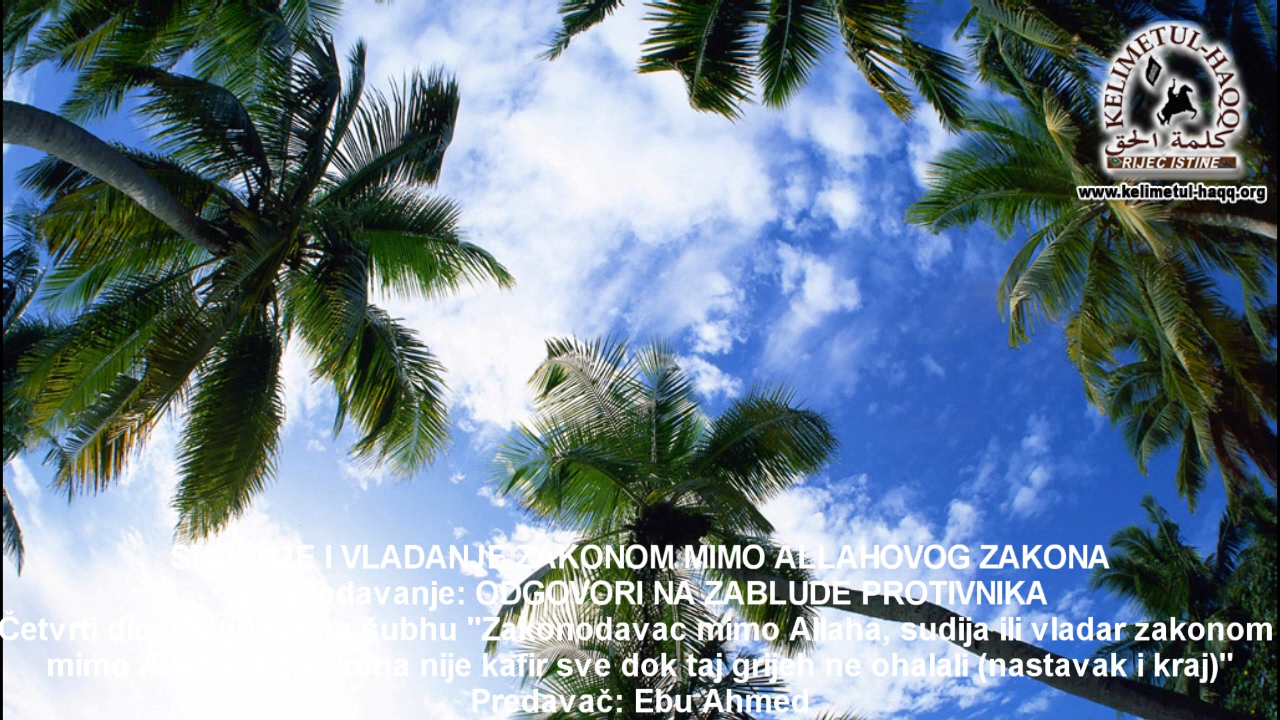 KELIMETUL-HAQQ
كلمة الحق
RIJEC ISTINE
www.kelimetul-haqq.org
I VLADANJE ZAKONOM MIMO ALLAHOVOG ZAKONA
ODGOVORI NA ZABLUDE PROTIVNIKA
Četvrti šubhu "Zakonodavac mimo Allaha, sudija ili vladar zakonom
mimo nije kafir sve dok taj grijeh ne ohalali (nastavak i kraj)"
Predavač: Ebu Ahmed